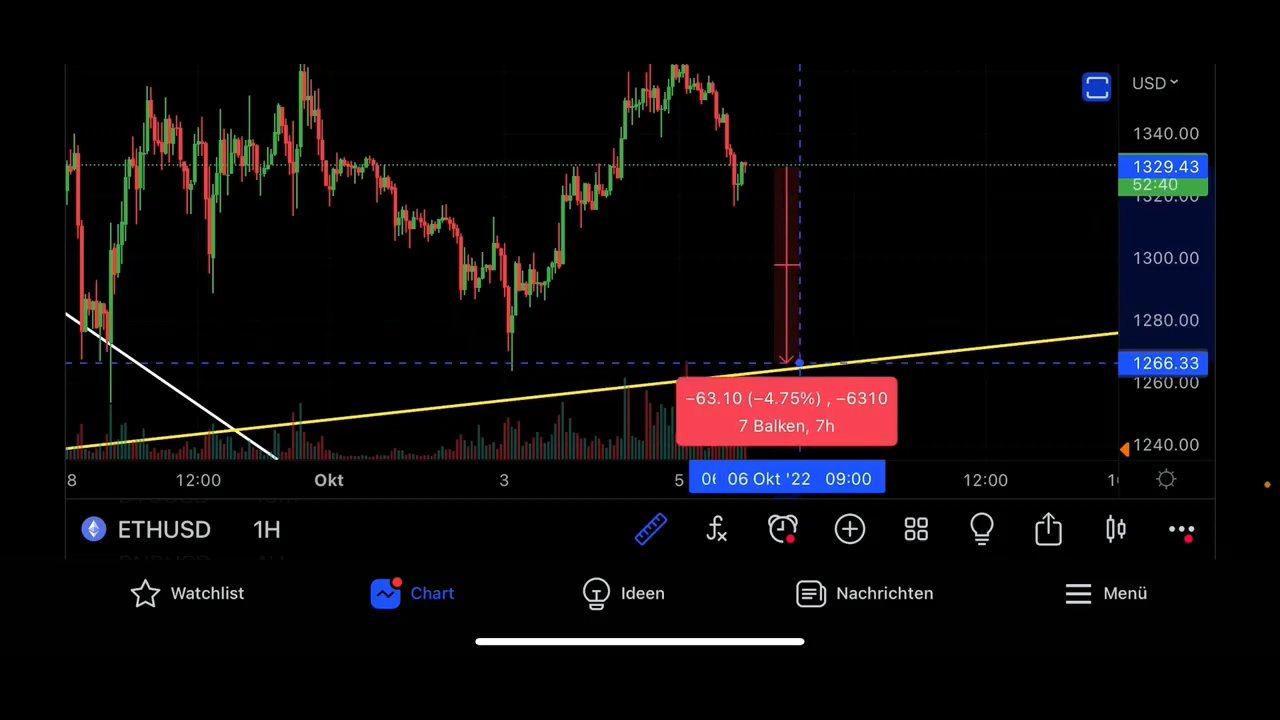 USD
1340.00
1329.43
52:40
1320.00
1300.00
1280.00
1266.33
1260.00
1240.00
−63.10 (−4.75%) , −6310
7 Balken, 7h
8 12:00 Okt 3 5 06 Okt '22 09:00 12:00
ETHUSD 1H
Watchlist Chart Ideen Nachrichten Menü